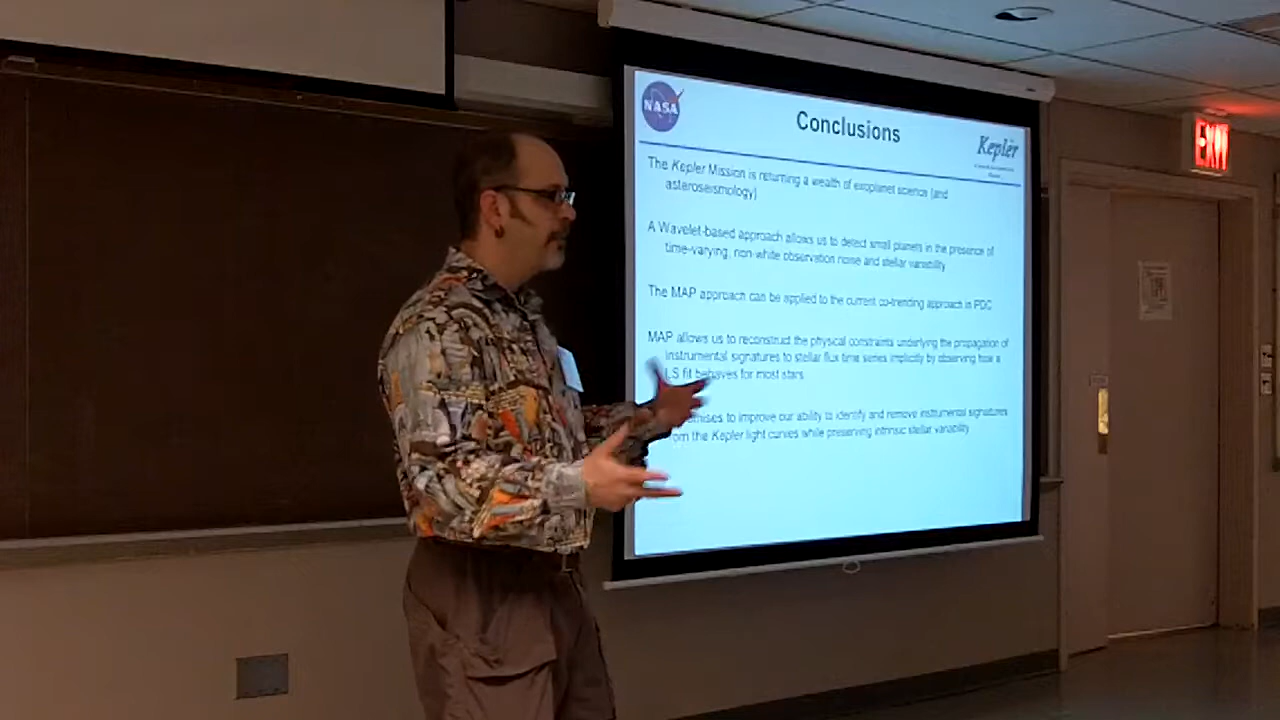 NASA
Conclusions
Kepler
The Kepler Mission is returning a wealth of exoplanet science (and
asteroseismology)
A Wavelet-based approach allows us to detect small planets in the presence of
time-varying, non-white observation noise and stellar variability
The MAP approach can be applied to the current co-trending approach in PDC
MAP allows us to reconstruct the physical constraints underlying the propagation of
instrumental signatures to stellar flux time series implicitly by observing how a
LS fit behaves for most stars
to improve our ability to identify and remove instrumental signatures
the Kepler light curves while preserving intrinsic stellar variability
EXIT